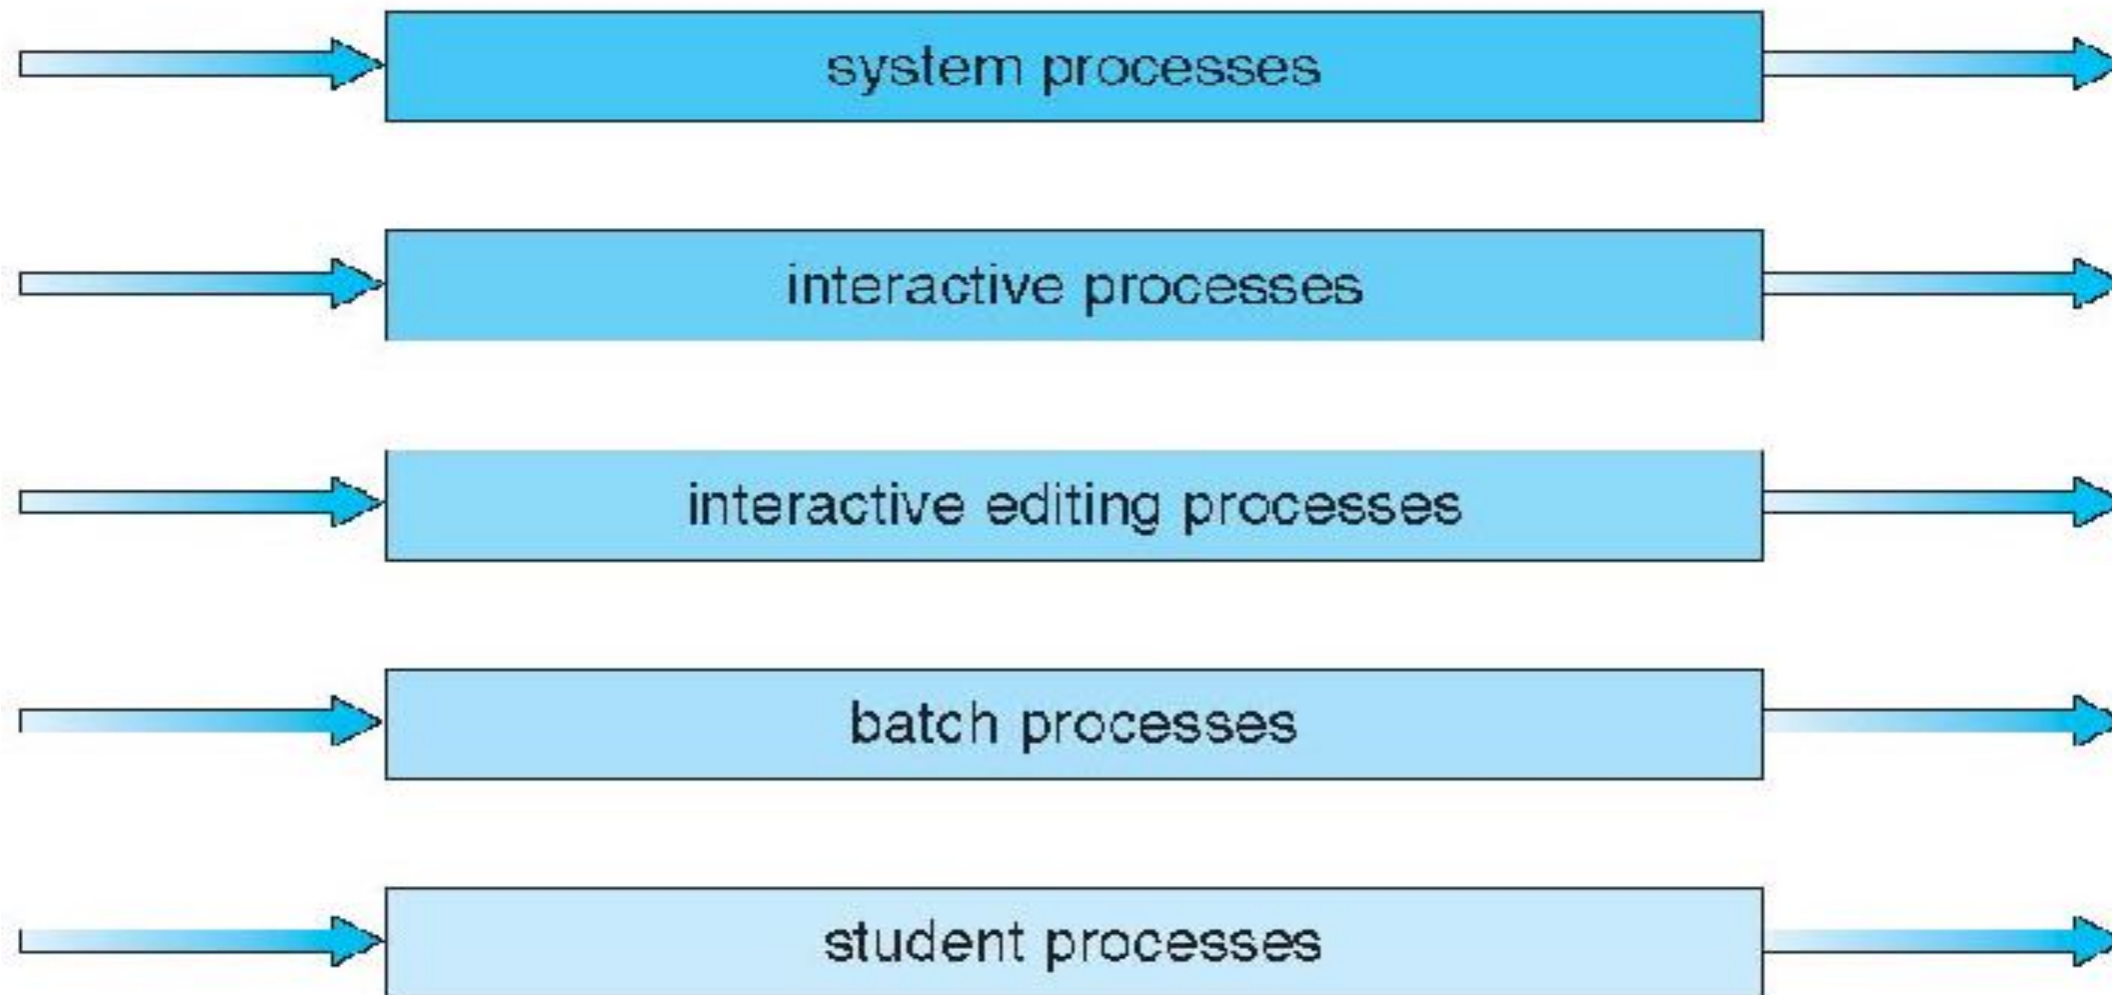 system processes
interactive processes
interactive editing processes
batch processes
student processes